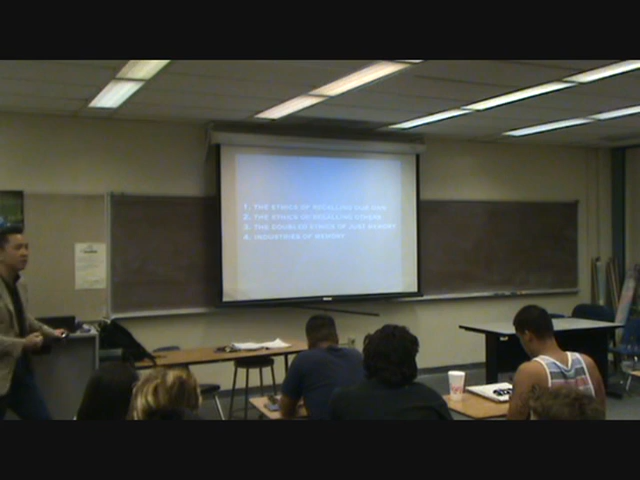 1. THE ETHICS OF RECALLING OUR OWN
2. THE ETHICS OF RECALLING OTHERS
3. THE DOUBLED ETHICS OF JUST MEMORY
4. INDUSTRIES OF MEMORY